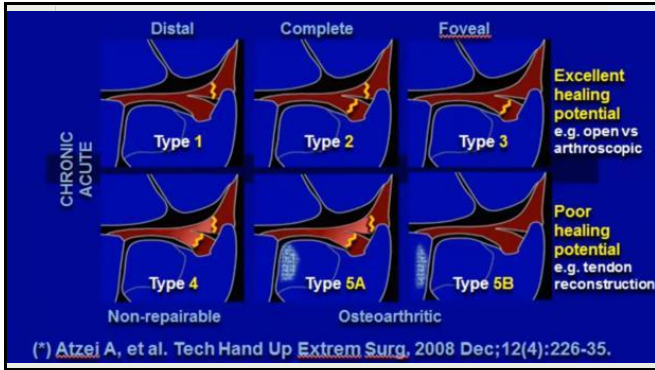 Distal Complete Foveal
Type 1 Type 2 Type 3
Excellent
healing
potential
e.g. open vs
arthroscopic
CHRONIC
ACUTE
Type 4 Type 5A Type 5B
Poor
healing
potential
e.g. tendon
reconstruction
Non-repairable Osteoarthritic
(*) Atzei A, et al. Tech Hand Up Extrem Surg, 2008 Dec;12(4):226-35.